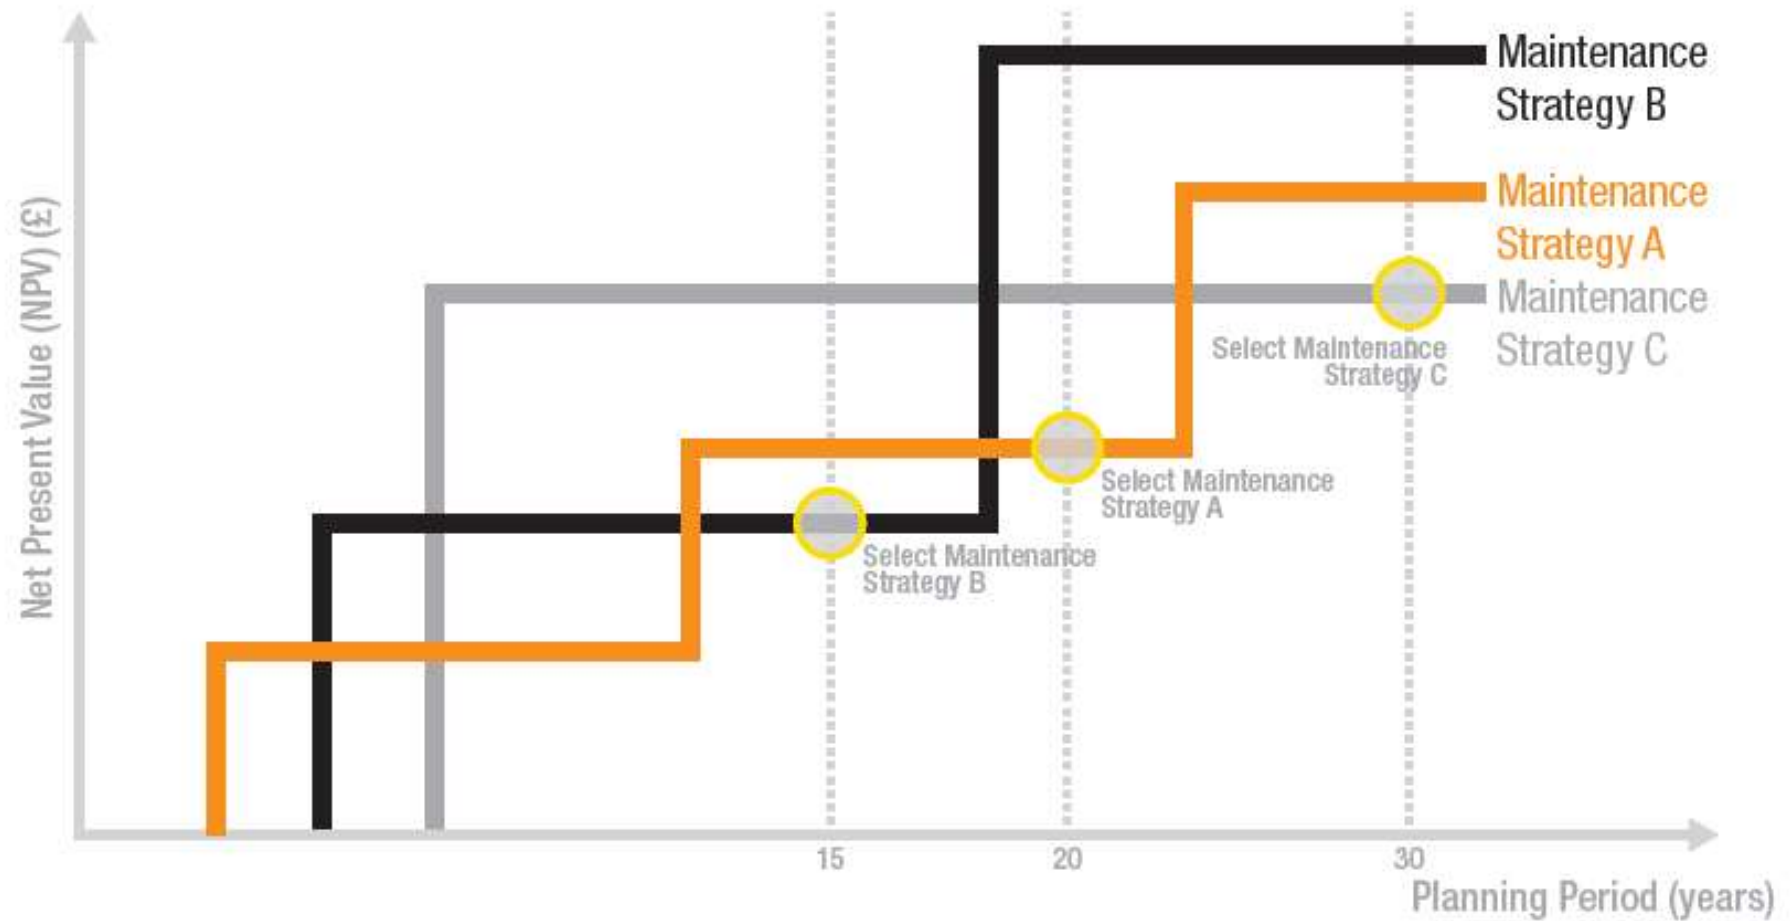 Net Present Value (NPV) (£)
Maintenance
Strategy B
Maintenance
Strategy A
Maintenance
Strategy C
Select Maintenance
Strategy C
Select Maintenance
Strategy A
Select Maintenance
Strategy B
15
20
30
Planning Period (years)